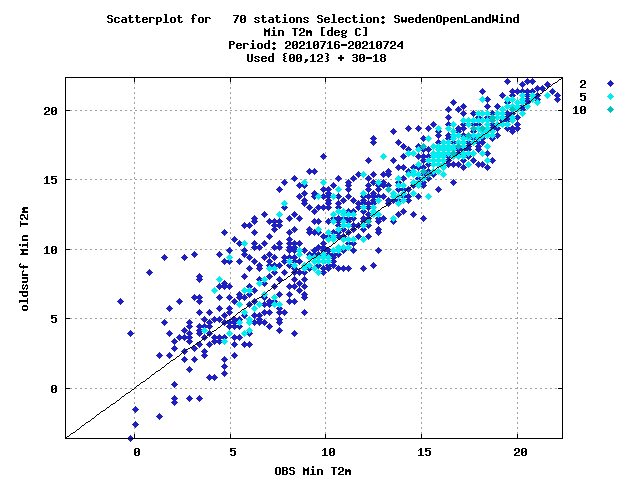 Scatterplot for   70 stations Selection: SwedenOpenLandWind
Min T2m [deg C]
Period: 20210716-20210724
Used {00,12} + 30-18
2
5
10
20
15
10
5
0
oldsurf Min T2m
0 5 10 15 20
OBS Min T2m